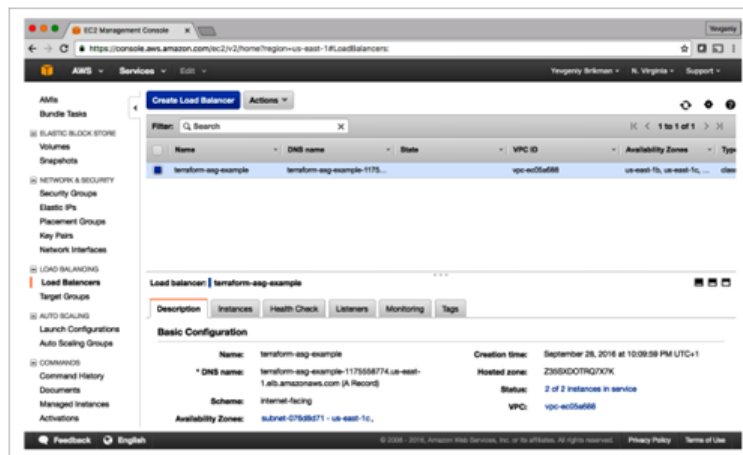 EC2 Management Console
Yevgeniy
https://console.aws.amazon.com/ec2/v2/home?region=us-east-1#LoadBalancers:
AWS Services Edit Yevgeniy Brikman N. Virginia Support
AMIs
Bundle Tasks
ELASTIC BLOCK STORE
Volumes
Snapshots
NETWORK & SECURITY
Security Groups
Elastic IPs
Placement Groups
Key Pairs
Network Interfaces
LOAD BALANCING
Load Balancers
Target Groups
AUTO SCALING
Launch Configurations
Auto Scaling Groups
COMMANDS
Command History
Documents
Managed Instances
Activations
Create Load Balancer Actions
Filter: Search 1 to 1 of 1
Name DNS name State VPC ID Availability Zones Type
terraform-asg-example terraform-asg-example-1175... vpc-ec05a688 us-east-1b, us-east-1c, ... class
Load balancer: terraform-asg-example
Description Instances Health Check Listeners Monitoring Tags
Basic Configuration
Name: terraform-asg-example Creation time: September 28, 2016 at 10:09:59 PM UTC+1
* DNS name: terraform-asg-example-1175558774.us-east-1.elb.amazonaws.com (A Record) Hosted zone: Z35SXDOTRQ7X7K
Status: 2 of 2 instances in service
Scheme: internet-facing VPC: vpc-ec05a688
Availability Zones: subnet-076d8d71 - us-east-1c,
Feedback English © 2008 - 2016, Amazon Web Services, Inc. or its affiliates. All rights reserved. Privacy Policy Terms of Use